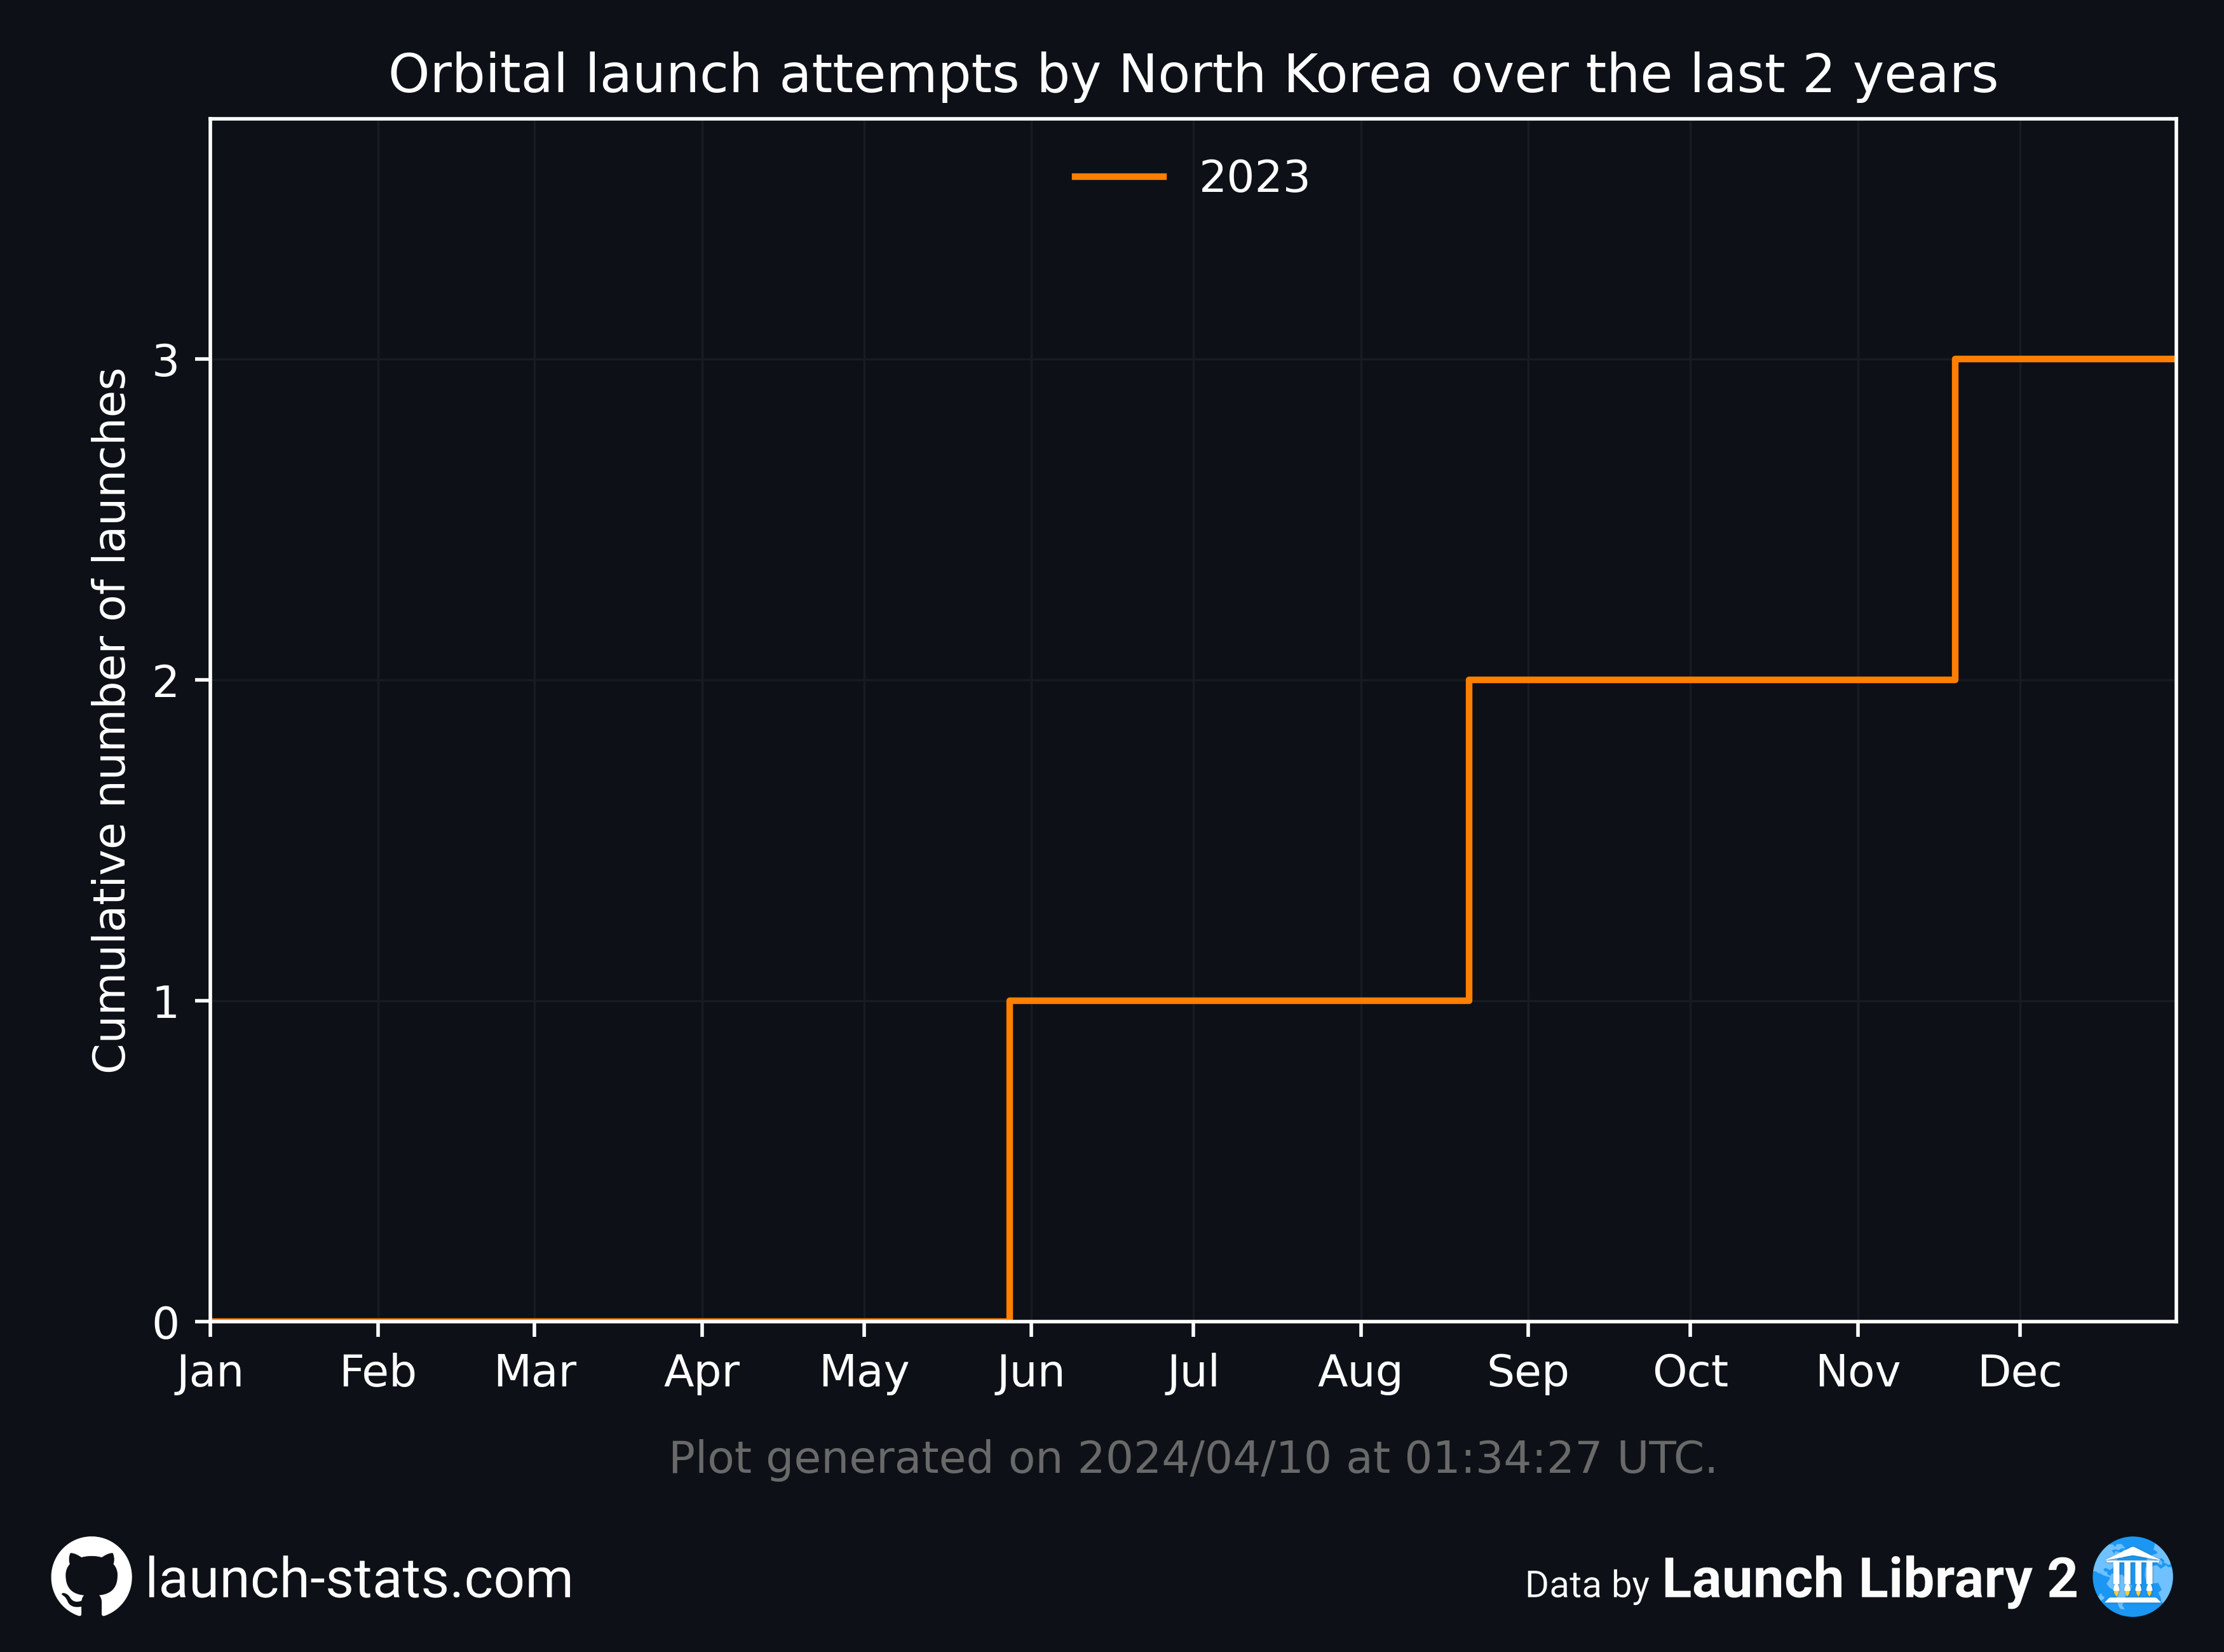 Orbital launch attempts by North Korea over the last 2 years
2023
Cumulative number of launches
3
2
1
0
Jan Feb Mar Apr May Jun Jul Aug Sep Oct Nov Dec
Plot generated on 2024/04/10 at 01:34:27 UTC.
launch-stats.com
Data by Launch Library 2